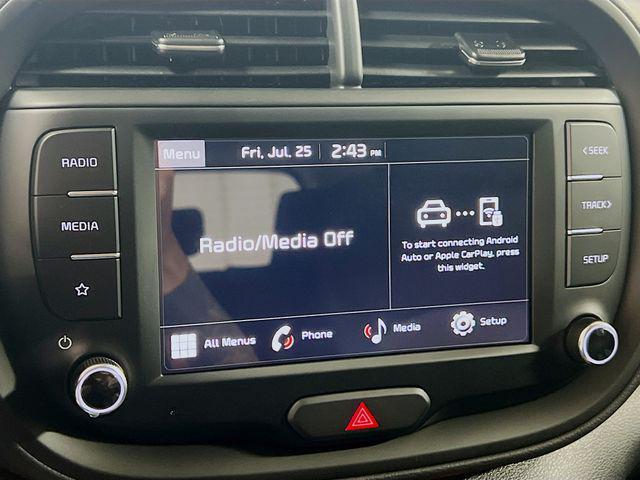 Menu
Fri, Jul. 25
2:43 PM
RADIO
MEDIA
Radio/Media Off
To start connecting Android
Auto or Apple CarPlay, press
this widget.
All Menus
Phone
Media
Setup
<SEEK
TRACK>
SETUP